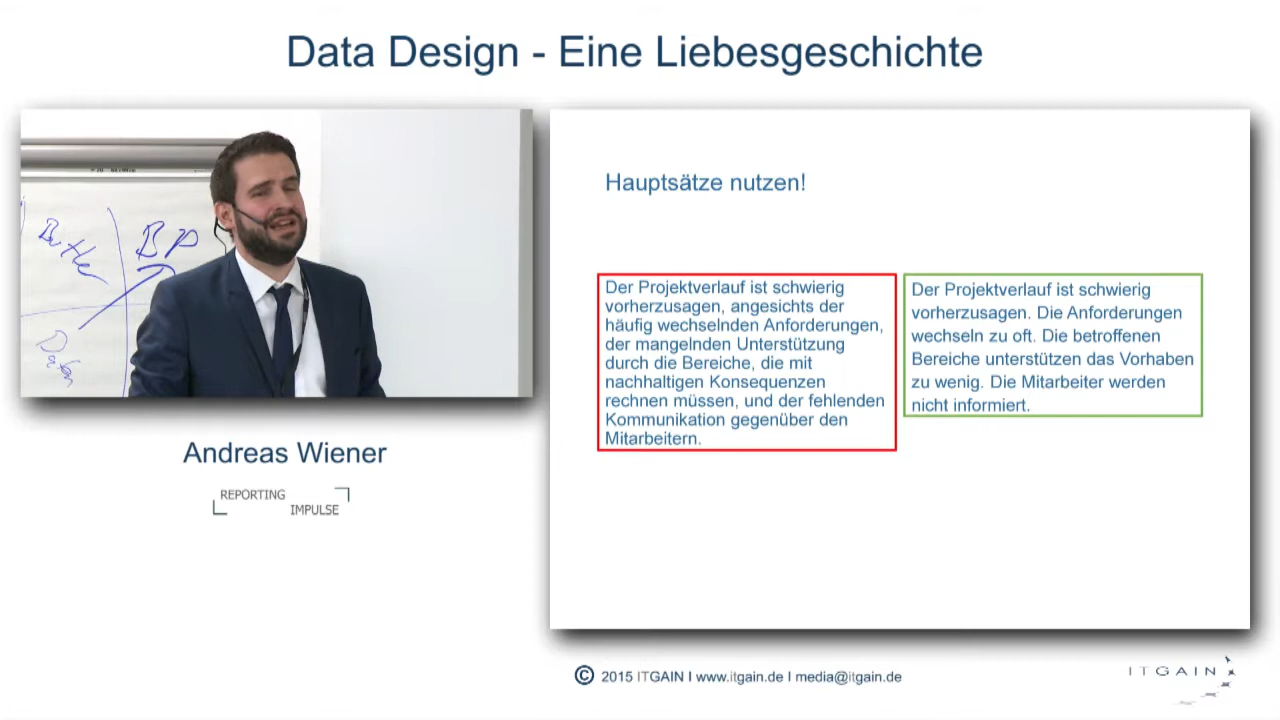 Data Design - Eine Liebesgeschichte
BP
Daten
Hauptsätze nutzen!
Der Projektverlauf ist schwierig
vorherzusagen, angesichts der
häufig wechselnden Anforderungen,
der mangelnden Unterstützung
durch die Bereiche, die mit
nachhaltigen Konsequenzen
rechnen müssen, und der fehlenden
Kommunikation gegenüber den
Mitarbeitern.
Der Projektverlauf ist schwierig
vorherzusagen. Die Anforderungen
wechseln zu oft. Die betroffenen
Bereiche unterstützen das Vorhaben
zu wenig. Die Mitarbeiter werden
nicht informiert.
Andreas Wiener
REPORTING
IMPULSE
© 2015 ITGAIN I www.itgain.de I media@itgain.de
ITGAIN